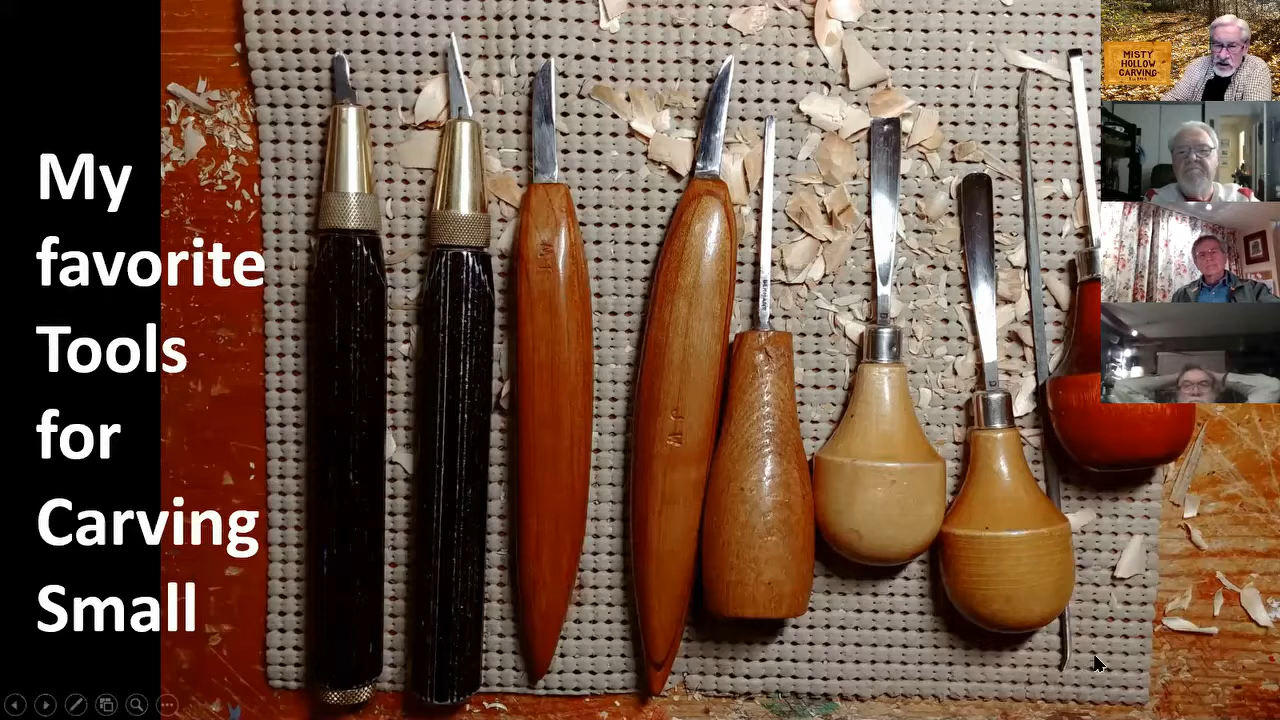 My
favorite
Tools
for
Carving
Small
MISTY
HOLLOW
CARVING